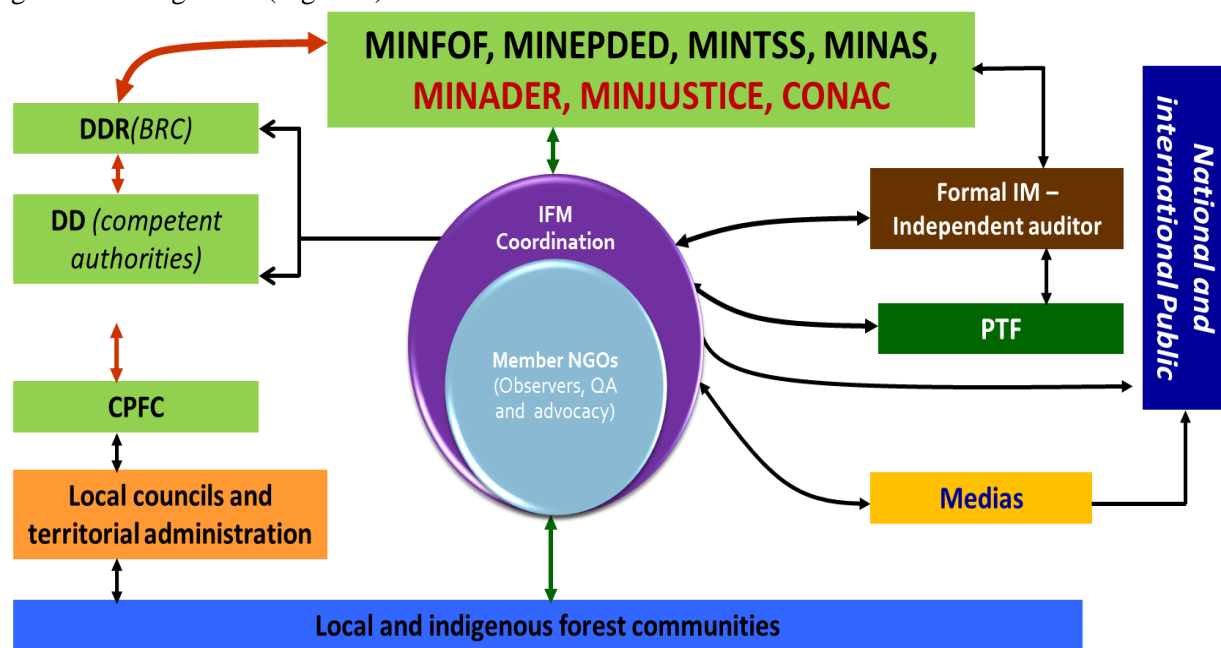 MINFOF, MINEPDED, MINTSS, MINAS,
MINADER, MINJUSTICE, CONAC
DDR(BRC)
DD (competent
authorities)
IFM
Coordination
Formal IM –
Independent auditor
National and
international Public
PTF
Member NGOs
(Observers, QA
and advocacy)
CPFC
Local councils and
territorial administration
Medias
Local and indigenous forest communities